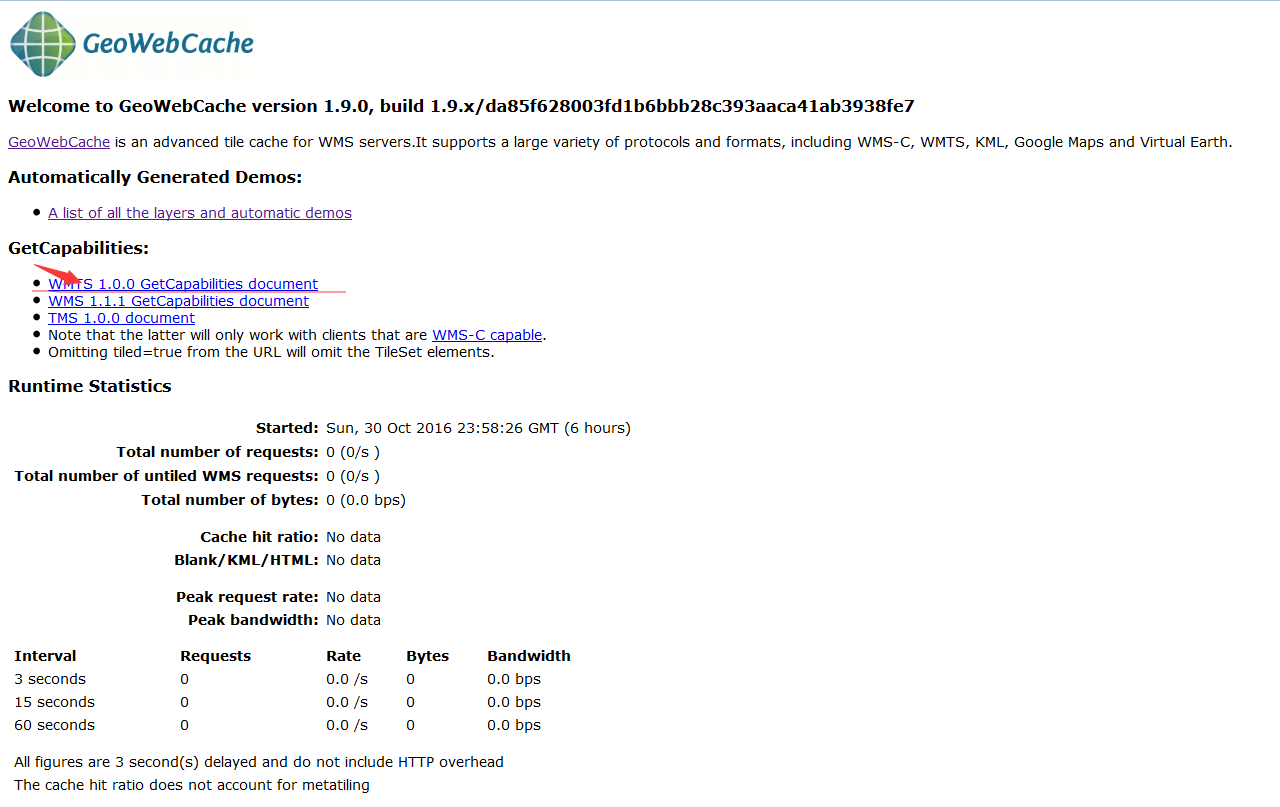 GeoWebCache
Welcome to GeoWebCache version 1.9.0, build 1.9.x/da85f628003fd1b6bbb28c393aaca41ab3938fe7
GeoWebCache is an advanced tile cache for WMS servers.It supports a large variety of protocols and formats, including WMS-C, WMTS, KML, Google Maps and Virtual Earth.
Automatically Generated Demos:
A list of all the layers and automatic demos
GetCapabilities:
WMTS 1.0.0 GetCapabilities document
WMS 1.1.1 GetCapabilities document
TMS 1.0.0 document
Note that the latter will only work with clients that are WMS-C capable.
Omitting tiled=true from the URL will omit the TileSet elements.
Runtime Statistics
Started: Sun, 30 Oct 2016 23:58:26 GMT (6 hours)
Total number of requests: 0 (0/s )
Total number of untiled WMS requests: 0 (0/s )
Total number of bytes: 0 (0.0 bps)
Cache hit ratio: No data
Blank/KML/HTML: No data
Peak request rate: No data
Peak bandwidth: No data
Interval Requests Rate Bytes Bandwidth
3 seconds 0 0.0 /s 0 0.0 bps
15 seconds 0 0.0 /s 0 0.0 bps
60 seconds 0 0.0 /s 0 0.0 bps
All figures are 3 second(s) delayed and do not include HTTP overhead
The cache hit ratio does not account for metatiling